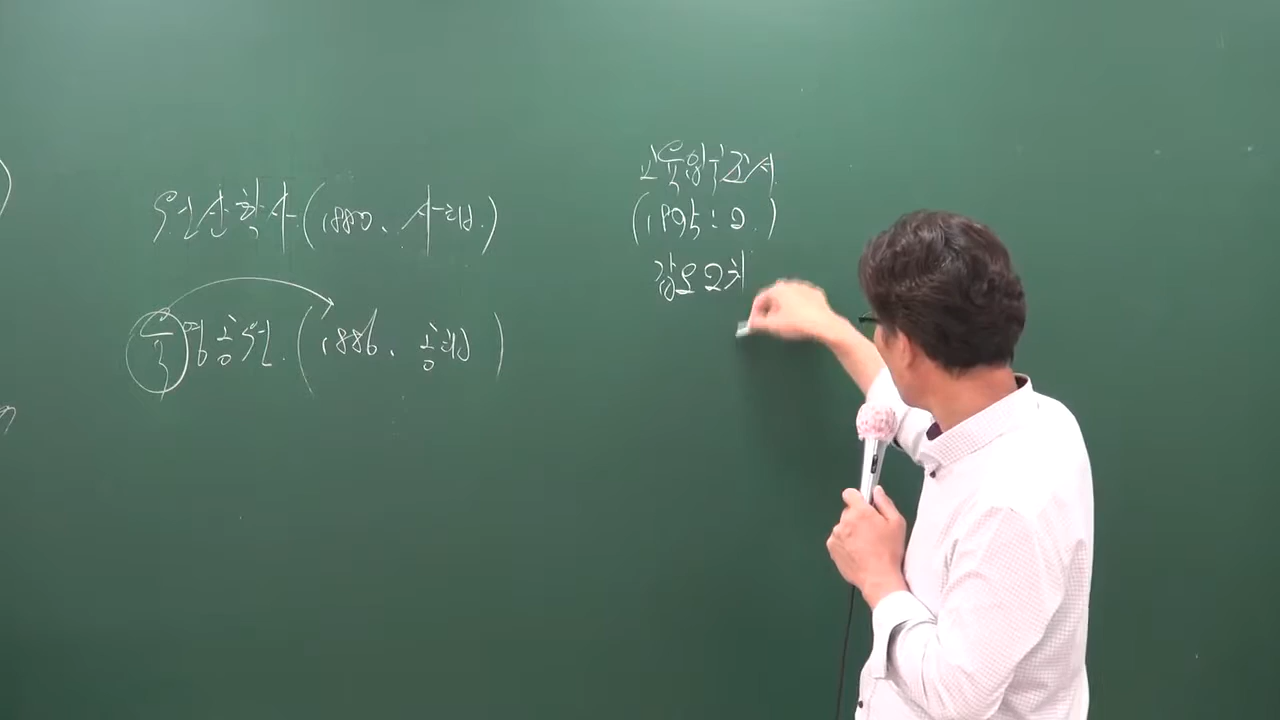 원산학사 (1880, 사립)
육영공원 (1886, 공립)
교육입국조서
(1895. 2.)
갑오 2차